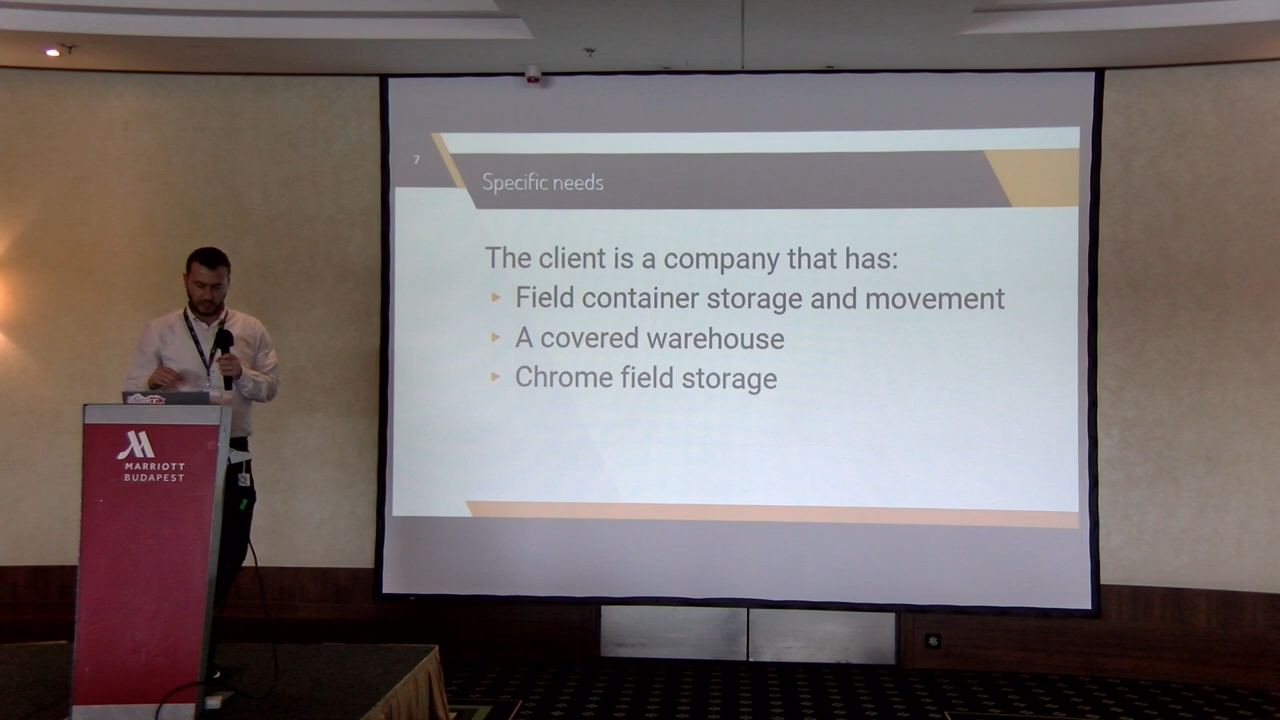 7
Specific needs
The client is a company that has:
Field container storage and movement
A covered warehouse
Chrome field storage
MARRIOTT
BUDAPEST